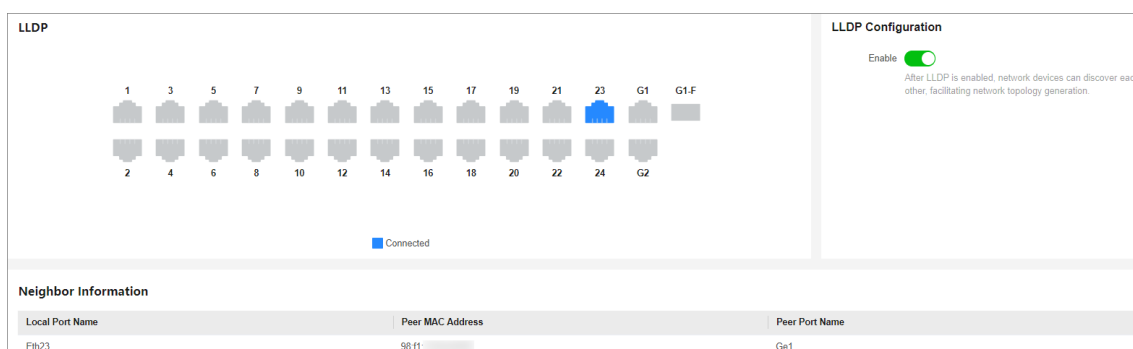 LLDP
1 3 5 7 9 11 13 15 17 19 21 23 G1 G1-F
2 4 6 8 10 12 14 16 18 20 22 24 G2
Connected
LLDP Configuration
Enable
After LLDP is enabled, network devices can discover eac
other, facilitating network topology generation.
Neighbor Information
Local Port Name Peer MAC Address Peer Port Name
Eth23 98:f1: Ge1